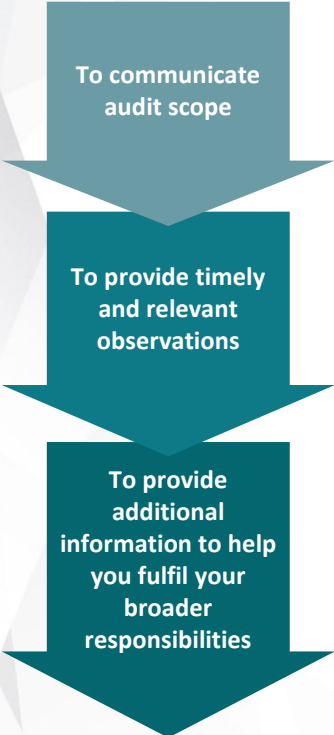 To communicate
audit scope
To provide timely
and relevant
observations
To provide
additional
information to help
you fulfil your
broader
responsibilities